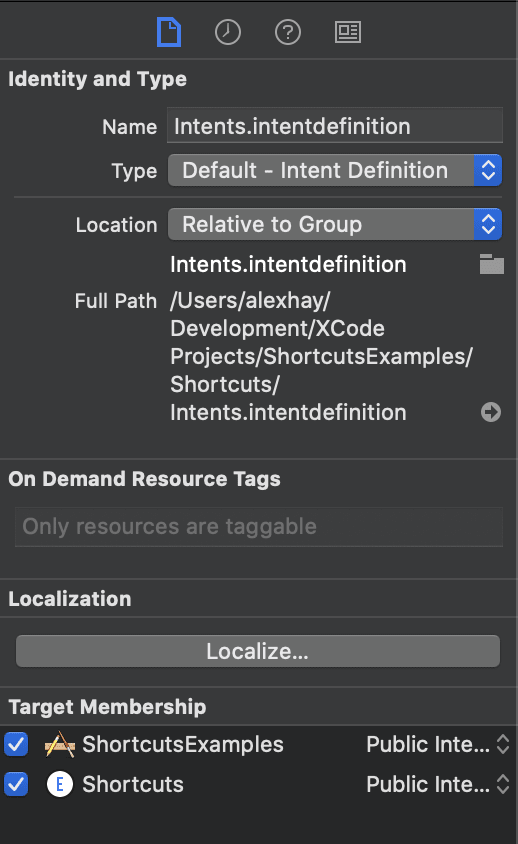 Identity and Type
Name Intents.intentdefinition
Type Default - Intent Definition
Location Relative to Group
Intents.intentdefinition
Full Path /Users/alexhay/
Development/XCode
Projects/ShortcutsExamples/
Shortcuts/
Intents.intentdefinition
On Demand Resource Tags
Only resources are taggable
Localization
Localize...
Target Membership
ShortcutsExamples Public Inte...
E Shortcuts Public Inte...